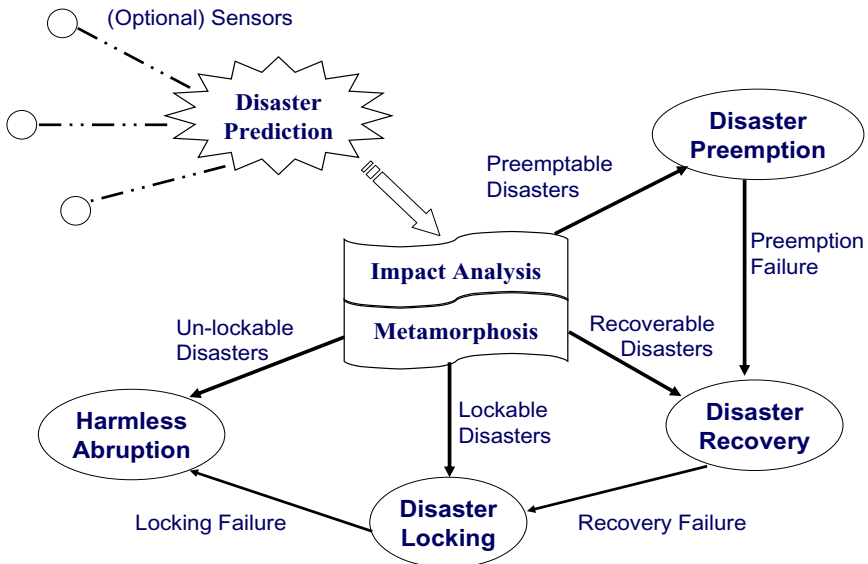 (Optional) Sensors
Disaster
Prediction
Disaster
Preemption
Preemptable
Disasters
Preemption
Failure
Impact Analysis
Metamorphosis
Un-lockable
Disasters
Recoverable
Disasters
Lockable
Disasters
Harmless
Abruption
Disaster
Recovery
Locking Failure
Disaster
Locking
Recovery Failure